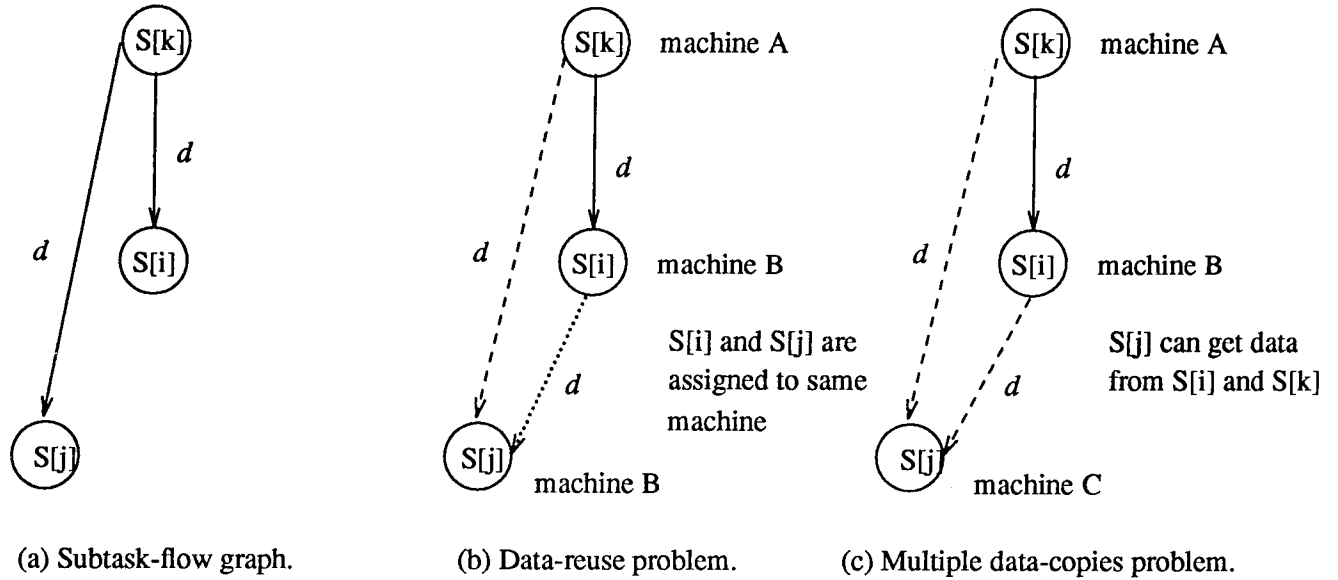 S[k]
d
S[i]
d
S[j]
(a) Subtask-flow graph.
S[k] machine A
d
d
S[i] machine B
S[i] and S[j] are
assigned to same
machine
d
S[j]
machine B
(b) Data-reuse problem.
S[k] machine A
d
d
S[i] machine B
S[j] can get data
from S[i] and S[k]
d
S[j]
machine C
(c) Multiple data-copies problem.